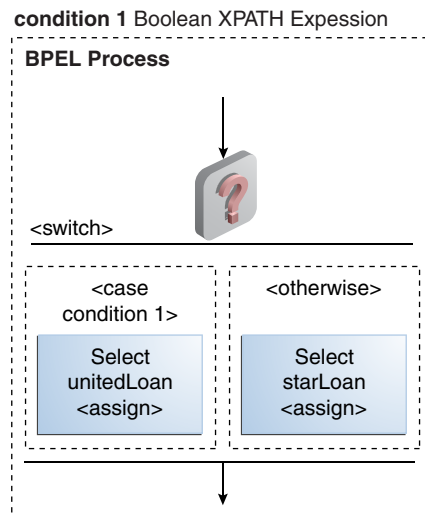 condition 1 Boolean XPATH Expession
BPEL Process
<switch>
<case
condition 1>
Select
unitedLoan
<assign>
<otherwise>
Select
starLoan
<assign>